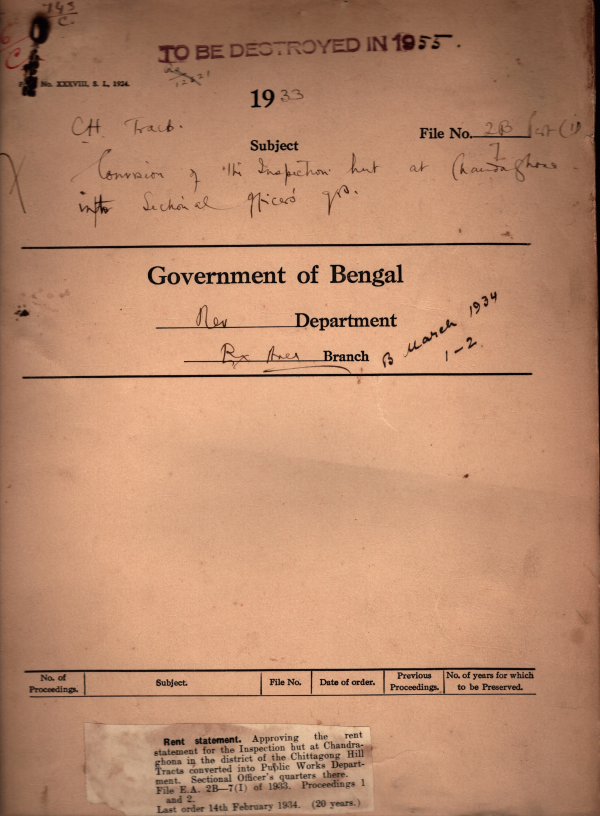 143
C.
TO BE DESTROYED IN 1955.
No. XXXVIII, S. L., 1924.
1933
CH. Tracts.
File No. 2B
7
Subject
Conversion of the Inspection hut at Chandraghona
into Sectional officers' qrs.
Government of Bengal
Rev Department
Branch
B March 1934
1-2
No. of Proceedings. Subject. File No. Date of order. Previous Proceedings. No. of years for which to be Preserved.
Rent statement. Approving the rent
statement for the Inspection hut at Chandra-
ghona in the district of the Chittagong Hill
Tracts converted into Public Works Depart-
ment. Sectional Officer's quarters there.
File E.A. 2B—7(1) of 1933. Proceedings 1
and 2.
Last order 14th February 1934. (20 years.)